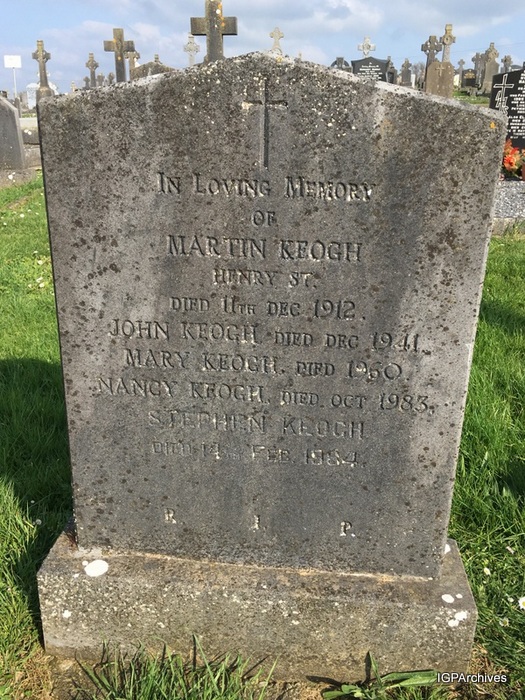 In Loving Memory
OF
MARTIN KEOGH
HENRY ST.
DIED 11TH DEC 1912.
JOHN KEOGH. DIED DEC 1941.
MARY KEOGH. DIED 1960
NANCY KEOGH. DIED. OCT 1983.
STEPHEN KEOGH
DIED 14TH FEB 1984.
R. I. P.
IGPArchives